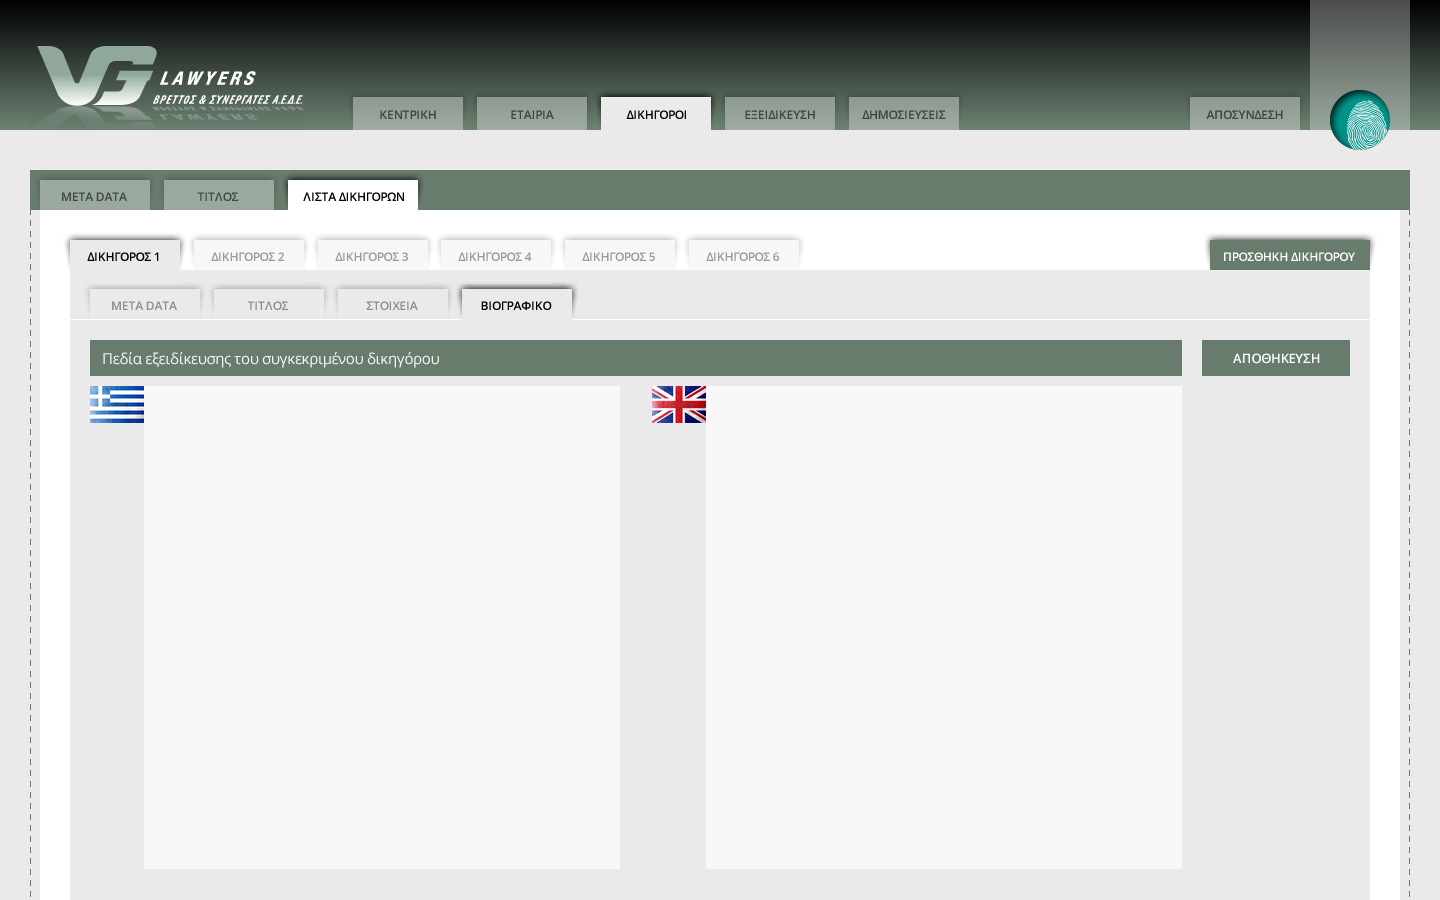 VG LAWYERS
ΒΡΕΤΤΟΣ & ΣΥΝΕΡΓΑΤΕΣ Α.Ε.Δ.Ε.
ΚΕΝΤΡΙΚΗ ΕΤΑΙΡΙΑ ΔΙΚΗΓΟΡΟΙ ΕΞΕΙΔΙΚΕΥΣΗ ΔΗΜΟΣΙΕΥΣΕΙΣ ΑΠΟΣΥΝΔΕΣΗ
META DATA ΤΙΤΛΟΣ ΛΙΣΤΑ ΔΙΚΗΓΟΡΩΝ
ΔΙΚΗΓΟΡΟΣ 1 ΔΙΚΗΓΟΡΟΣ 2 ΔΙΚΗΓΟΡΟΣ 3 ΔΙΚΗΓΟΡΟΣ 4 ΔΙΚΗΓΟΡΟΣ 5 ΔΙΚΗΓΟΡΟΣ 6 ΠΡΟΣΘΗΚΗ ΔΙΚΗΓΟΡΟΥ
META DATA ΤΙΤΛΟΣ ΣΤΟΙΧΕΙΑ ΒΙΟΓΡΑΦΙΚΟ
Πεδία εξειδίκευσης του συγκεκριμένου δικηγόρου ΑΠΟΘΗΚΕΥΣΗ